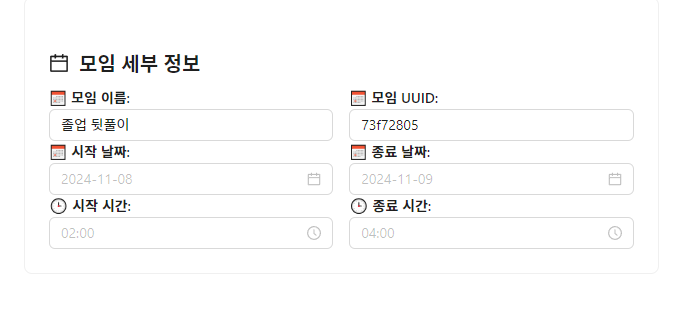 모임 세부 정보
모임 이름: 모임 UUID:
졸업 뒷풀이 73f72805
시작 날짜: 종료 날짜:
2024-11-08 2024-11-09
시작 시간: 종료 시간:
02:00 04:00